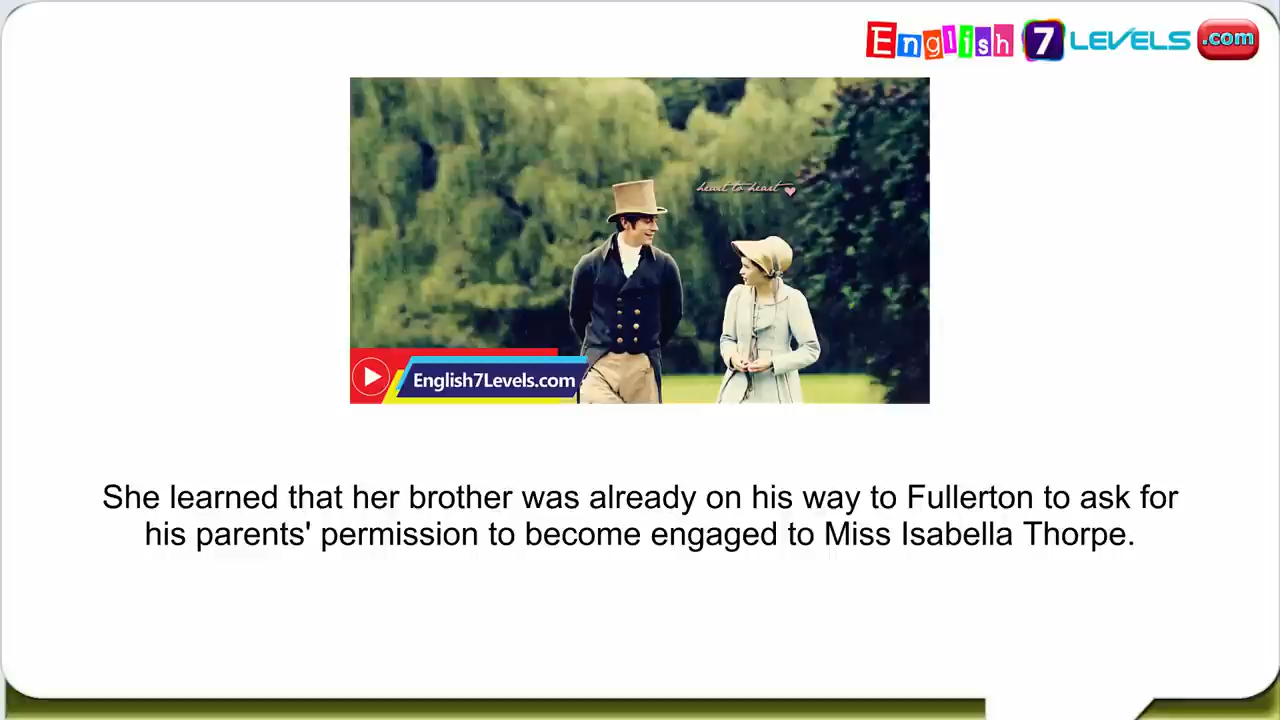 English 7 LEVELS .com
heart to heart
English7Levels.com
She learned that her brother was already on his way to Fullerton to ask for
his parents' permission to become engaged to Miss Isabella Thorpe.